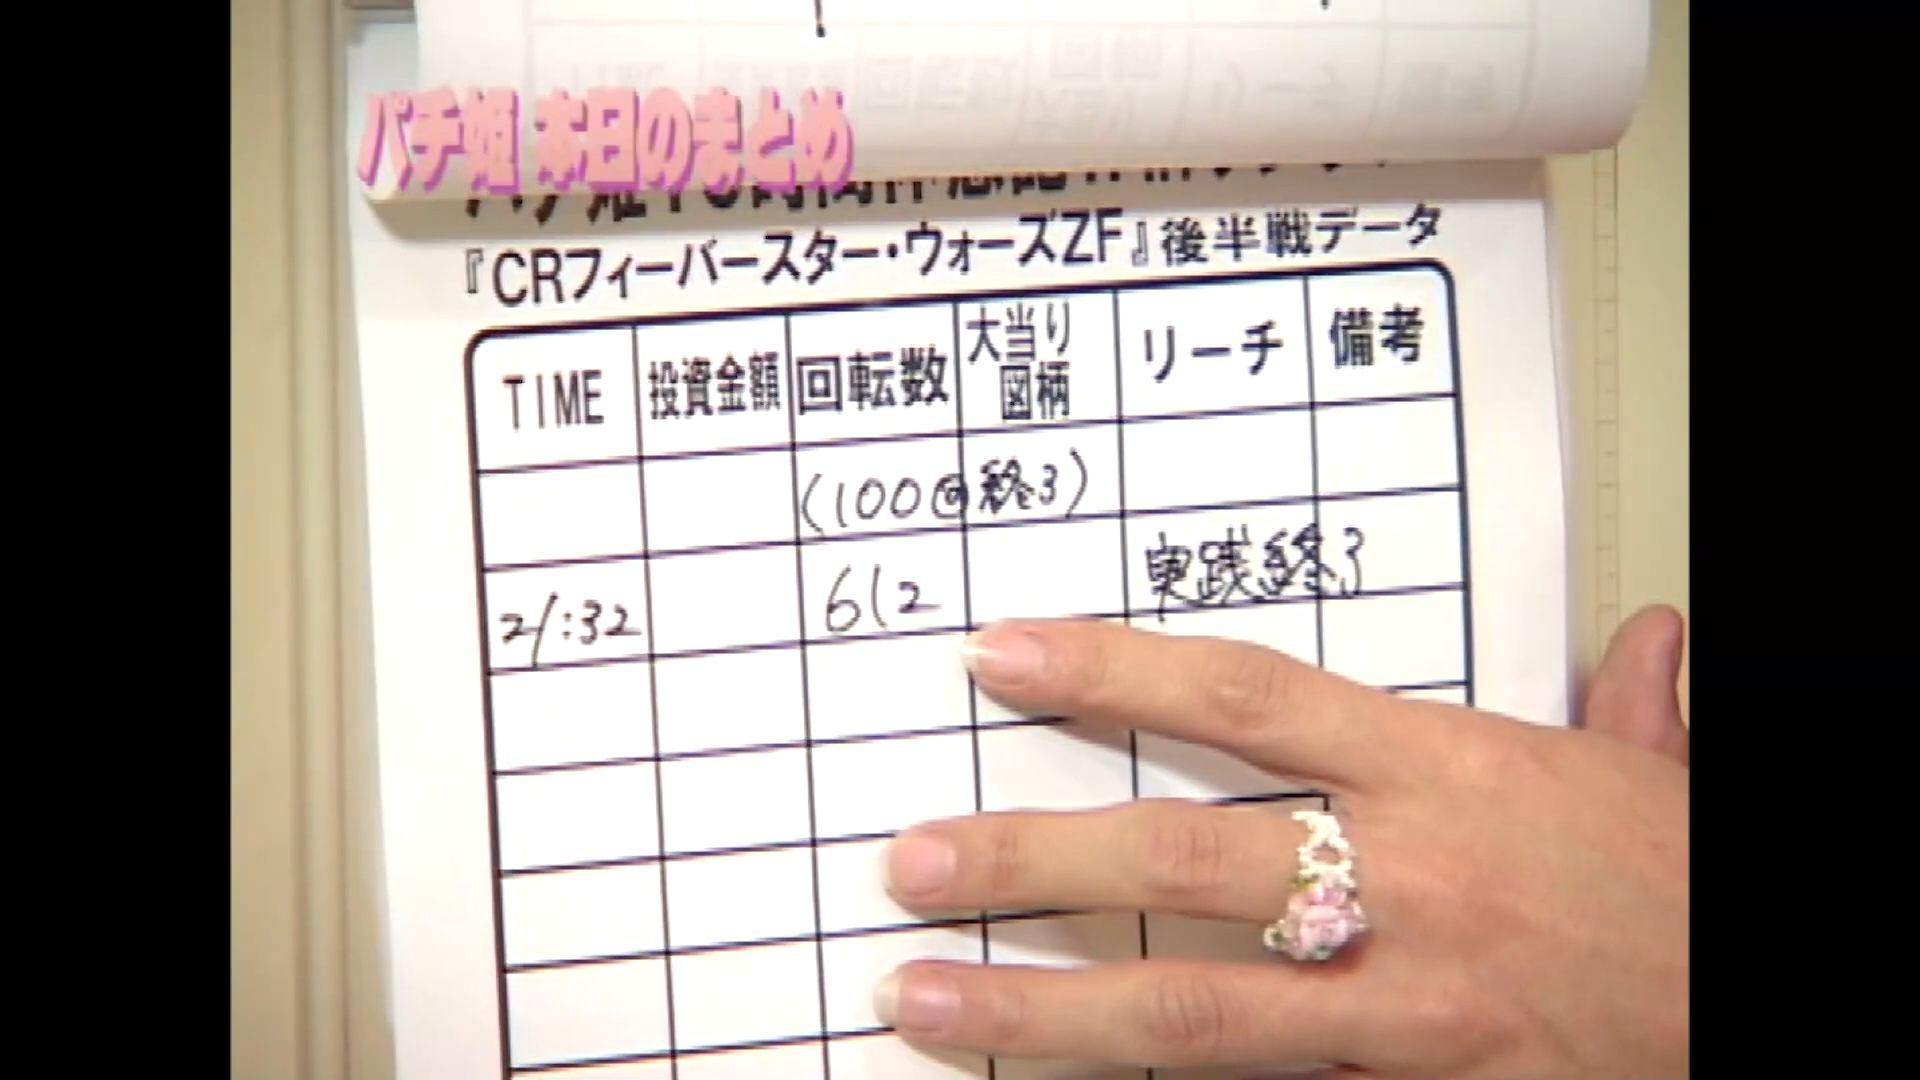 パチ姫 本日のまとめ
『CRフィーバースター・ウォーズZF』後半戦データ
TIME 投資金額 回転数 大当り図柄 リーチ 備考
(100回終了)
21:32 612 実践終了